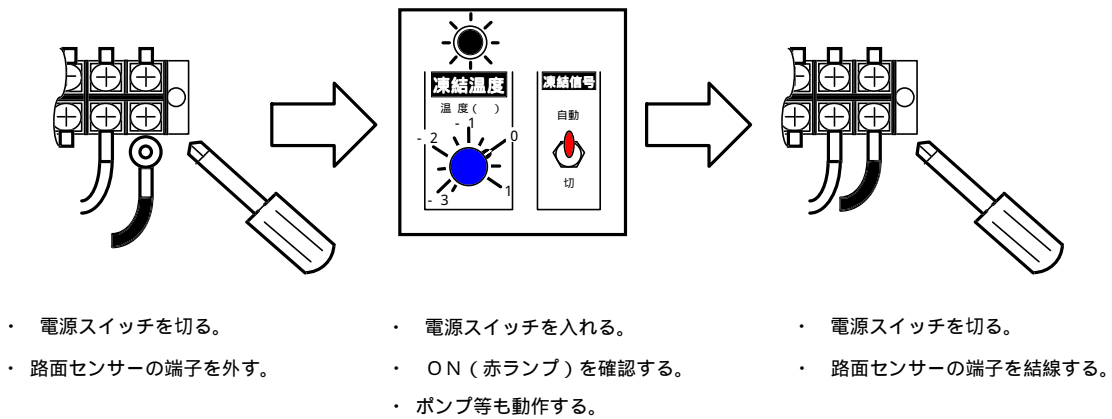 凍結温度
凍結信号
温 度 (   )
自動
- 1
- 2
0
切
1
- 3
・ 電源スイッチを切る。
・ 路面センサーの端子を外す。
・ 電源スイッチを入れる。
・ ON(赤ランプ)を確認する。
・ ポンプ等も動作する。
・ 電源スイッチを切る。
・ 路面センサーの端子を結線する。